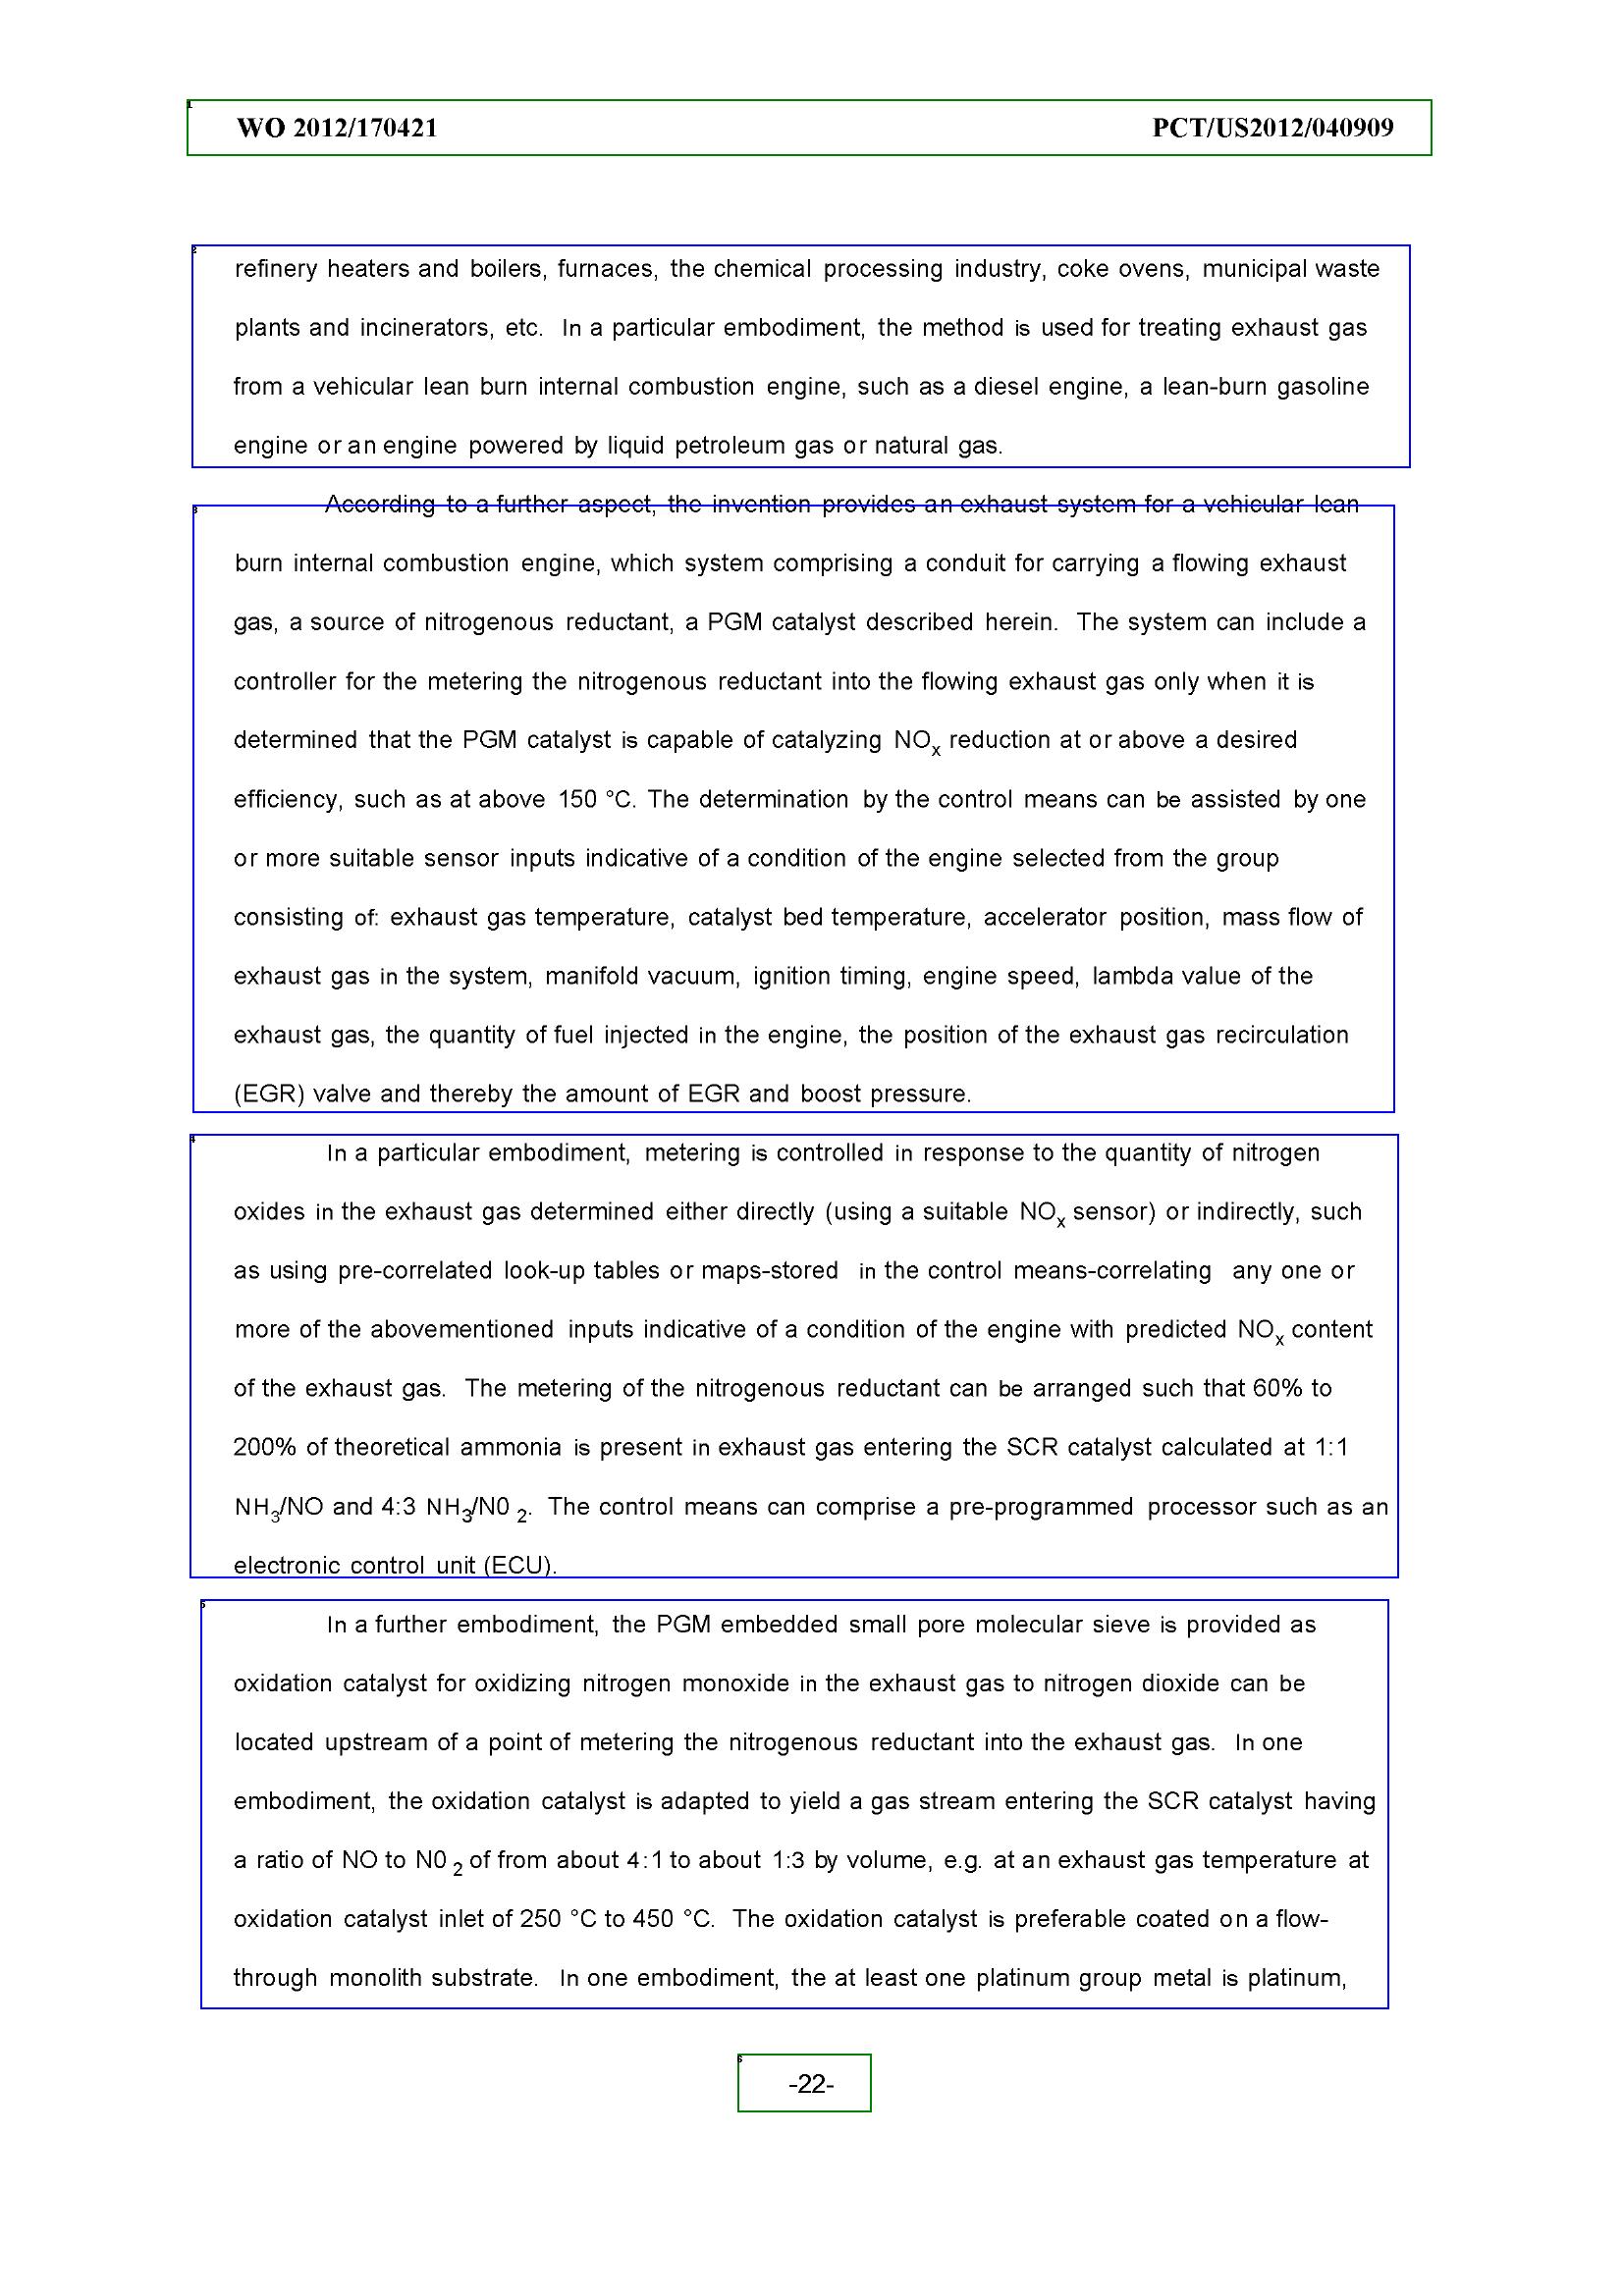 WO 2012/170421 PCT/US2012/040909
refinery heaters and boilers, furnaces, the chemical processing industry, coke ovens, municipal waste
plants and incinerators, etc. In a particular embodiment, the method is used for treating exhaust gas
from a vehicular lean burn internal combustion engine, such as a diesel engine, a lean-burn gasoline
engine or an engine powered by liquid petroleum gas or natural gas.
According to a further aspect, the invention provides an exhaust system for a vehicular lean
burn internal combustion engine, which system comprising a conduit for carrying a flowing exhaust
gas, a source of nitrogenous reductant, a PGM catalyst described herein. The system can include a
controller for the metering the nitrogenous reductant into the flowing exhaust gas only when it is
determined that the PGM catalyst is capable of catalyzing NOx reduction at or above a desired
efficiency, such as at above 150 °C. The determination by the control means can be assisted by one
or more suitable sensor inputs indicative of a condition of the engine selected from the group
consisting of: exhaust gas temperature, catalyst bed temperature, accelerator position, mass flow of
exhaust gas in the system, manifold vacuum, ignition timing, engine speed, lambda value of the
exhaust gas, the quantity of fuel injected in the engine, the position of the exhaust gas recirculation
(EGR) valve and thereby the amount of EGR and boost pressure.
In a particular embodiment, metering is controlled in response to the quantity of nitrogen
oxides in the exhaust gas determined either directly (using a suitable NOx sensor) or indirectly, such
as using pre-correlated look-up tables or maps-stored in the control means-correlating any one or
more of the abovementioned inputs indicative of a condition of the engine with predicted NOx content
of the exhaust gas. The metering of the nitrogenous reductant can be arranged such that 60% to
200% of theoretical ammonia is present in exhaust gas entering the SCR catalyst calculated at 1:1
NH3/NO and 4:3 NH3/N0 2. The control means can comprise a pre-programmed processor such as an
electronic control unit (ECU).
In a further embodiment, the PGM embedded small pore molecular sieve is provided as
oxidation catalyst for oxidizing nitrogen monoxide in the exhaust gas to nitrogen dioxide can be
located upstream of a point of metering the nitrogenous reductant into the exhaust gas. In one
embodiment, the oxidation catalyst is adapted to yield a gas stream entering the SCR catalyst having
a ratio of NO to N0 2 of from about 4:1 to about 1:3 by volume, e.g. at an exhaust gas temperature at
oxidation catalyst inlet of 250 °C to 450 °C. The oxidation catalyst is preferable coated on a flow-
through monolith substrate. In one embodiment, the at least one platinum group metal is platinum,
-22-